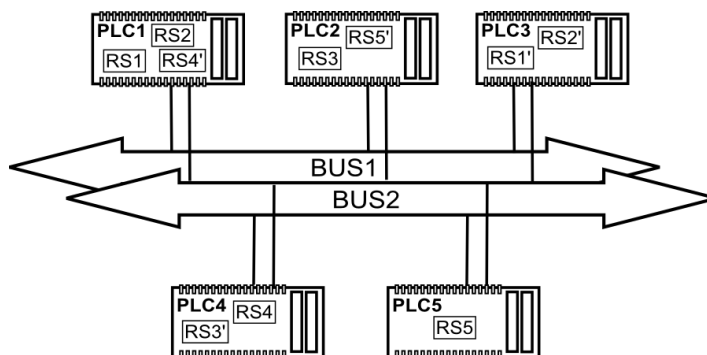 PLC1
RS2
RS1
RS4'
PLC2
RS5'
RS3
PLC3
RS2'
RS1'
BUS1
BUS2
PLC4
RS4
RS3'
PLC5
RS5